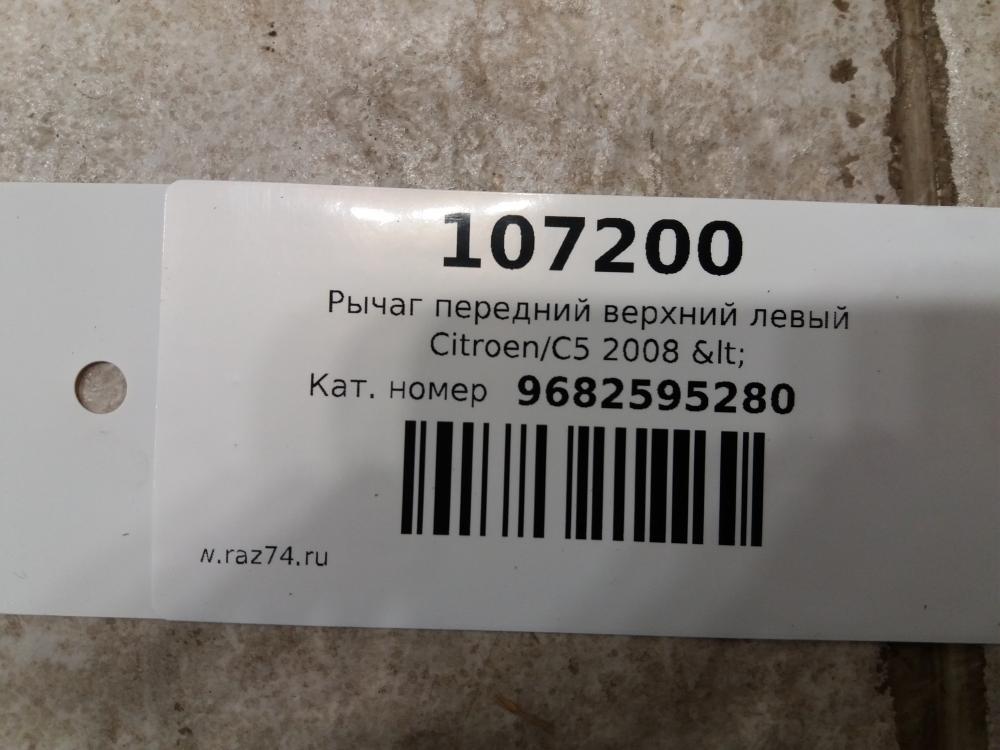 107200
Рычаг передний верхний левый
Citroen/C5 2008 &lt;
Кат. номер 9682595280
w.raz74.ru